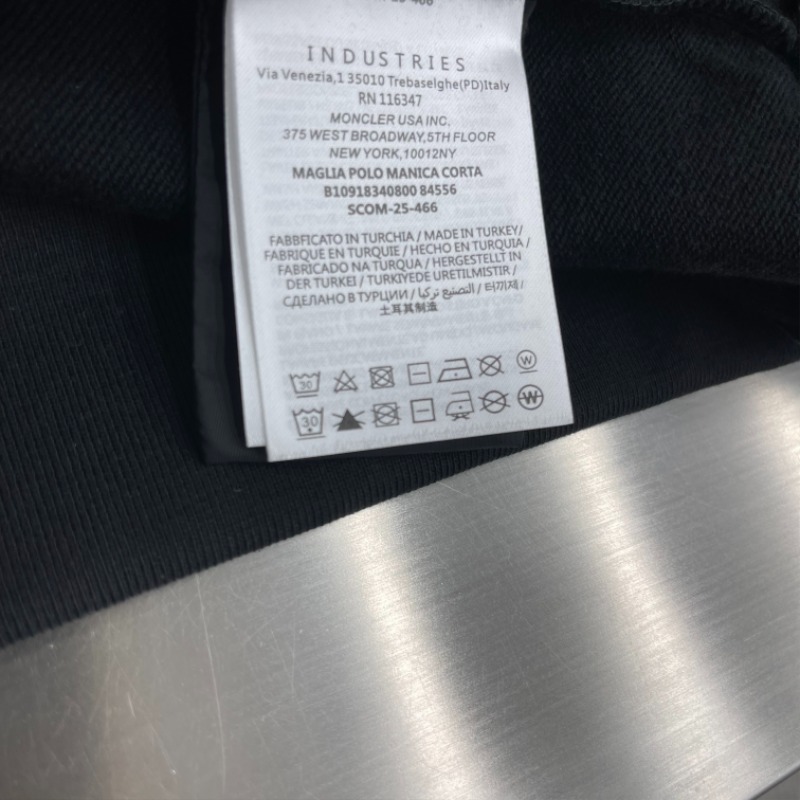 INDUSTRIES
Via Venezia,1 35010 Trebaselghe(PD)Italy
RN 116347
MONCLER USA INC.
375 WEST BROADWAY,5TH FLOOR
NEW YORK,10012NY
MAGLIA POLO MANICA CORTA
B10918340800 84556
SCOM-25-466
FABBFICATO IN TURCHIA / MADE IN TURKEY/
FABRIQUE EN TURQUIE / HECHO EN TURQUIA /
FABRICADO NA TURQUA / HERGESTELLT IN
DER TURKEI / TURKIYEDE URETILMISTIR /
СДЕЛАНО В ТУРЦИИ / التصنيع تركيا / 터키제 /
土耳其制造
30 W
30 W